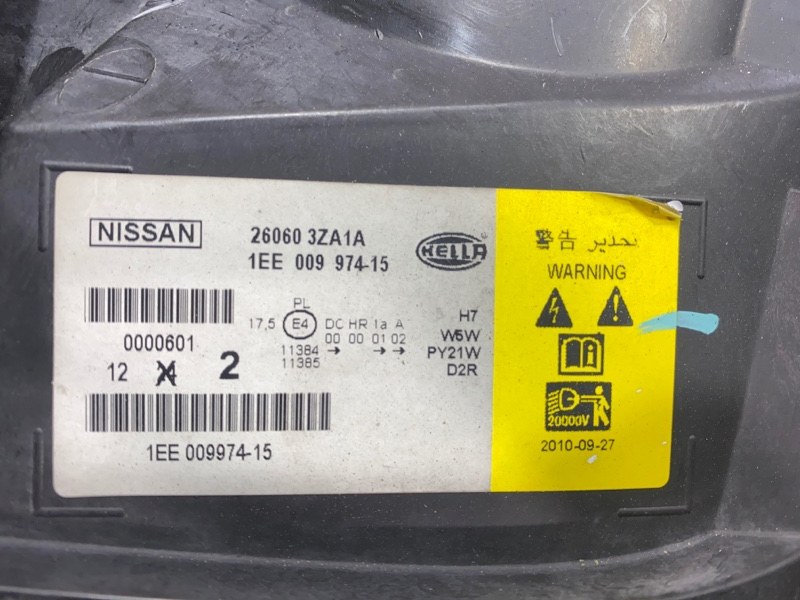 NISSAN
26060 3ZA1A
1EE 009 974-15
HELLA
警告 تحذير
WARNING
0000601
12 2
PL
17,5 E4 DC HR 1a A
00 00 01 02
11384 → → →
11385
H7
W5W
PY21W
D2R
20000V
1EE 009974-15
2010-09-27